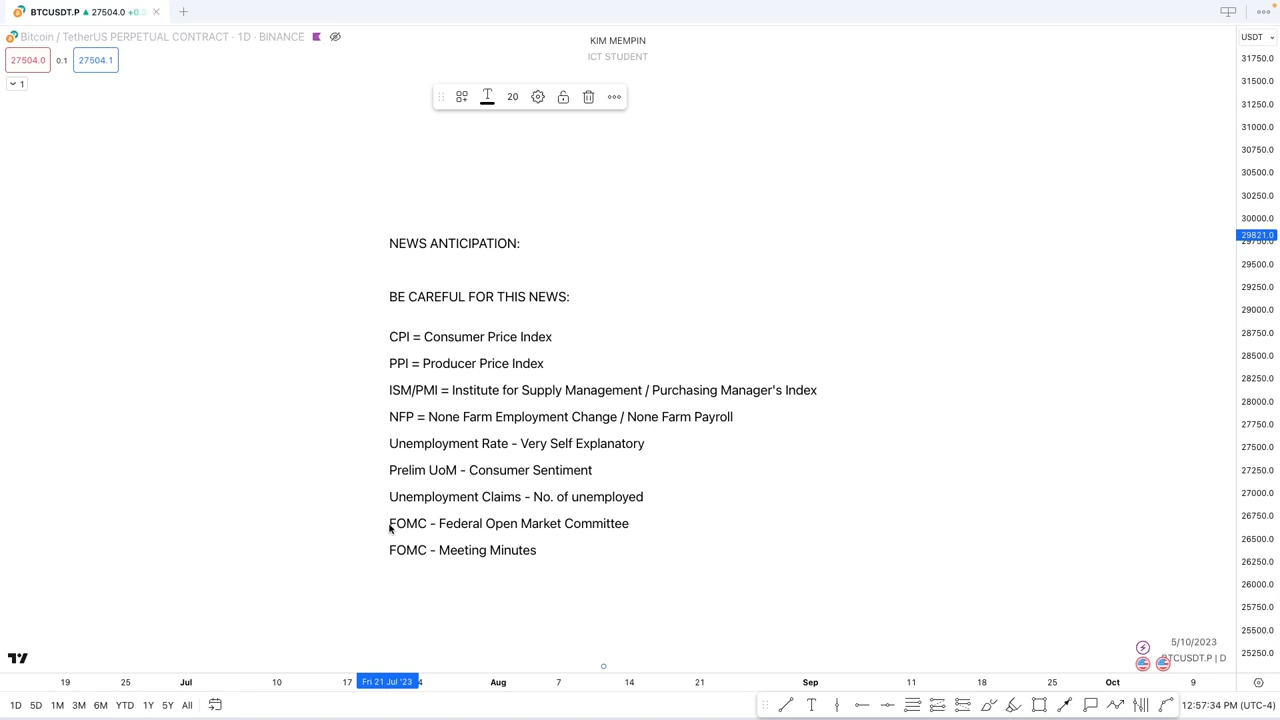 BTCUSDT.P ▲ 27504.0 +0.
Bitcoin / TetherUS PERPETUAL CONTRACT · 1D · BINANCE
KIM MEMPIN
ICT STUDENT
USDT
27504.0 0.1 27504.1
1
T 20
31750.0
31500.0
31250.0
31000.0
30750.0
30500.0
30250.0
30000.0
29821.0
29750.0
29500.0
29250.0
29000.0
28750.0
28500.0
28250.0
28000.0
27750.0
27500.0
27250.0
27000.0
26750.0
26500.0
26250.0
26000.0
25750.0
25500.0
25250.0
NEWS ANTICIPATION:
BE CAREFUL FOR THIS NEWS:
CPI = Consumer Price Index
PPI = Producer Price Index
ISM/PMI = Institute for Supply Management / Purchasing Manager's Index
NFP = None Farm Employment Change / None Farm Payroll
Unemployment Rate - Very Self Explanatory
Prelim UoM - Consumer Sentiment
Unemployment Claims - No. of unemployed
FOMC - Federal Open Market Committee
FOMC - Meeting Minutes
5/10/2023
BTCUSDT.P | D
19 25 Jul 10 17 Fri 21 Jul '23 4 Aug 7 14 21 Sep 11 18 25 Oct 9
1D 5D 1M 3M 6M YTD 1Y 5Y All
T
12:57:34 PM (UTC-4)